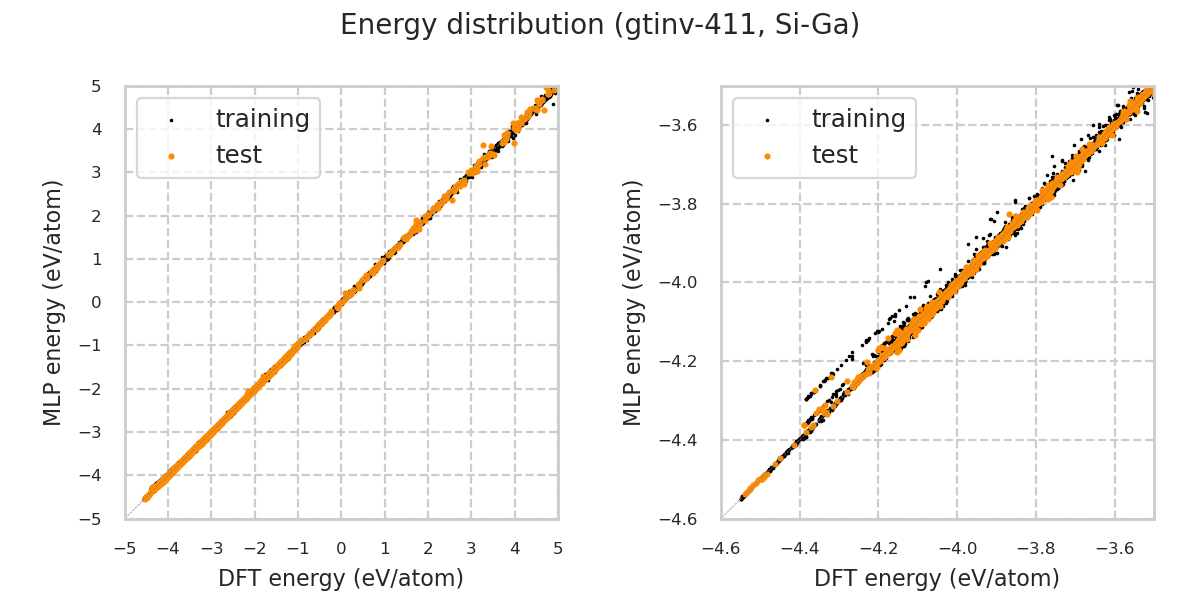 Energy distribution (gtinv-411, Si-Ga)
5
4
3
2
1
0
−1
−2
−3
−4
−5
MLP energy (eV/atom)
training
test
−5 −4 −3 −2 −1 0 1 2 3 4 5
DFT energy (eV/atom)
−3.6
−3.8
−4.0
−4.2
−4.4
−4.6
MLP energy (eV/atom)
training
test
−4.6 −4.4 −4.2 −4.0 −3.8 −3.6
DFT energy (eV/atom)